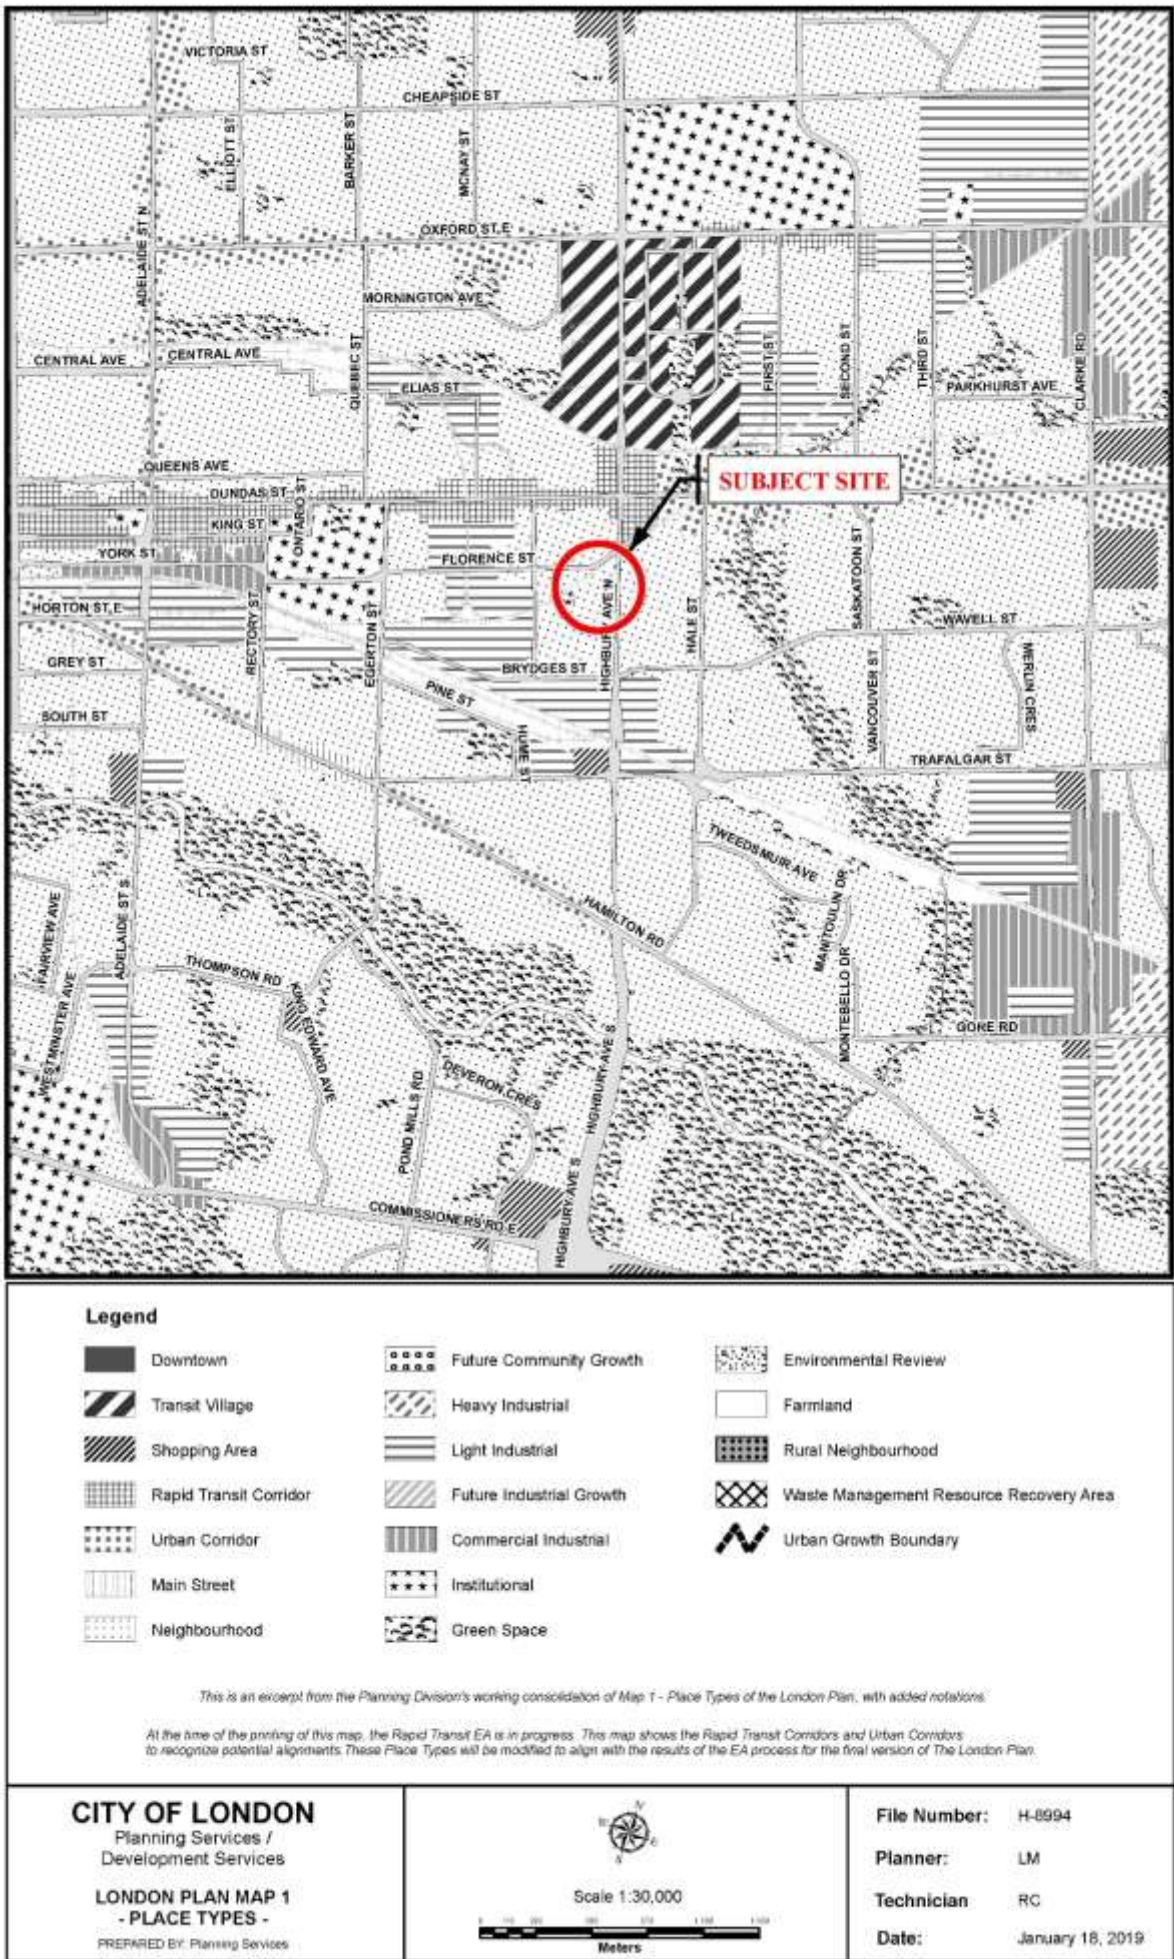 VICTORIA ST
CHEAPSIDE ST
ELLIOTT ST
BARKER ST
MCNAY ST
ADELAIDE ST N
OXFORD ST E
MORNINGTON AVE
CENTRAL AVE
CENTRAL AVE
QUEBEC ST
ELIAS ST
FIRST ST
SECOND ST
THIRD ST
PARKHURST AVE
CLARKE RD
QUEENS AVE
DUNDAS ST
SUBJECT SITE
KING ST
ONTARIO ST
YORK ST
FLORENCE ST
HORTON ST E
RECTORY ST
EGERTON ST
HIGHBURY AVE N
HALE ST
SASKATOON ST
WAVELL ST
GREY ST
BRYDGES ST
PINE ST
SOUTH ST
HUME ST
VANCOUVER ST
MERLIN CRES
TRAFALGAR ST
TWEEDSMUIR AVE
MANITOULIN DR
HAMILTON RD
FAIRVIEW AVE
ADELAIDE ST S
WESTMINSTER AVE
THOMPSON RD
KING EDWARD AVE
MONTEBELLO DR
GORE RD
HIGHBURY AVE S
DEVERON CRES
POND MILLS RD
COMMISSIONERS RD E
HIGHBURY AVE S
Legend
Downtown
Transit Village
Shopping Area
Rapid Transit Corridor
Urban Corridor
Main Street
Neighbourhood
Future Community Growth
Heavy Industrial
Light Industrial
Future Industrial Growth
Commercial Industrial
Institutional
Green Space
Environmental Review
Farmland
Rural Neighbourhood
Waste Management Resource Recovery Area
Urban Growth Boundary
This is an excerpt from the Planning Division's working consolidation of Map 1 - Place Types of the London Plan, with added notations.
At the time of the printing of this map, the Rapid Transit EA is in progress. This map shows the Rapid Transit Corridors and Urban Corridors
to recognize potential alignments. These Place Types will be modified to align with the results of the EA process for the final version of The London Plan.
CITY OF LONDON
Planning Services /
Development Services
LONDON PLAN MAP 1
- PLACE TYPES -
PREPARED BY: Planning Services
N
E
S
Scale 1:30,000
Meters
File Number: H-8994
Planner: LM
Technician RC
Date: January 18, 2019